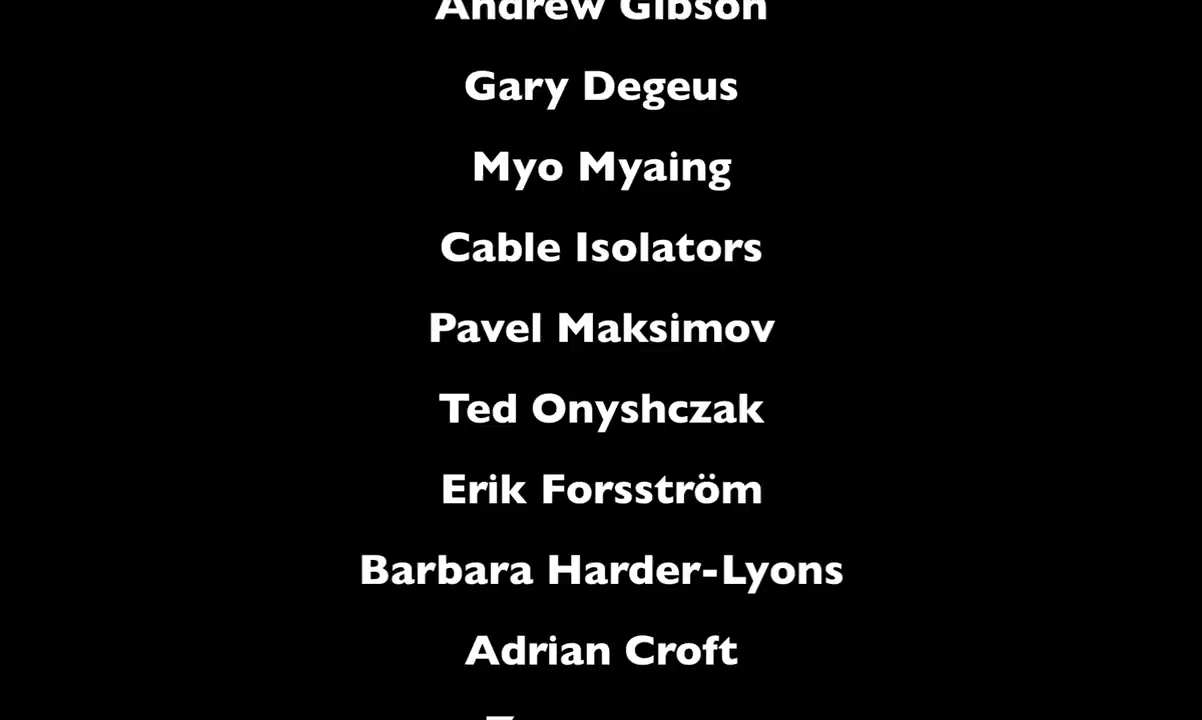 Andrew Gibson
Gary Degeus
Myo Myaing
Cable Isolators
Pavel Maksimov
Ted Onyshczak
Erik Forsström
Barbara Harder-Lyons
Adrian Croft